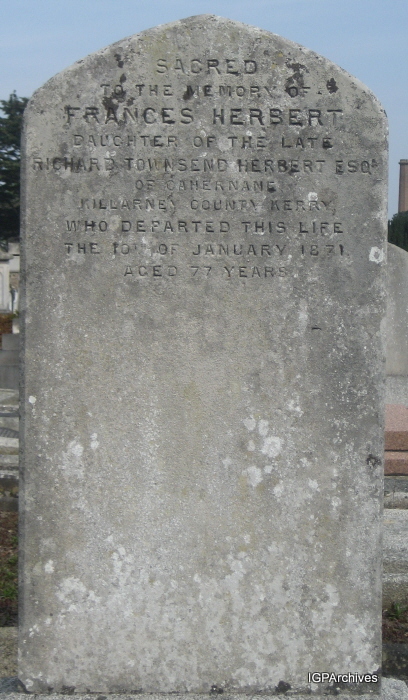 SACRED
TO THE MEMORY OF
FRANCES HERBERT
DAUGHTER OF THE LATE
RICHARD TOWNSEND HERBERT ESQR
OF CAHERNANE
KILLARNEY COUNTY KERRY,
WHO DEPARTED THIS LIFE
THE 10TH OF JANUARY 1871,
AGED 77 YEARS
IGPArchives